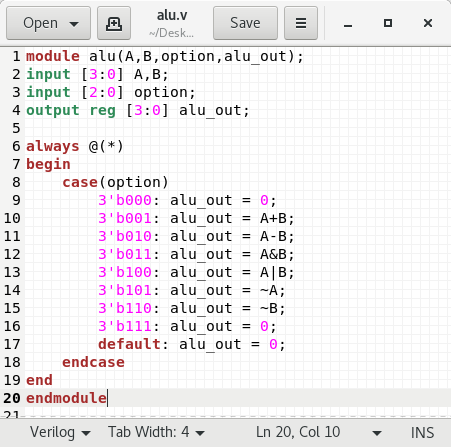 Open
alu.v
~/Desk...
Save
1 module alu(A,B,option,alu_out);
2 input [3:0] A,B;
3 input [2:0] option;
4 output reg [3:0] alu_out;
5
6 always @(*)
7 begin
8     case(option)
9         3'b000: alu_out = 0;
10         3'b001: alu_out = A+B;
11         3'b010: alu_out = A-B;
12         3'b011: alu_out = A&B;
13         3'b100: alu_out = A|B;
14         3'b101: alu_out = ~A;
15         3'b110: alu_out = ~B;
16         3'b111: alu_out = 0;
17         default: alu_out = 0;
18     endcase
19 end
20 endmodule
21
Verilog Tab Width: 4 Ln 20, Col 10 INS